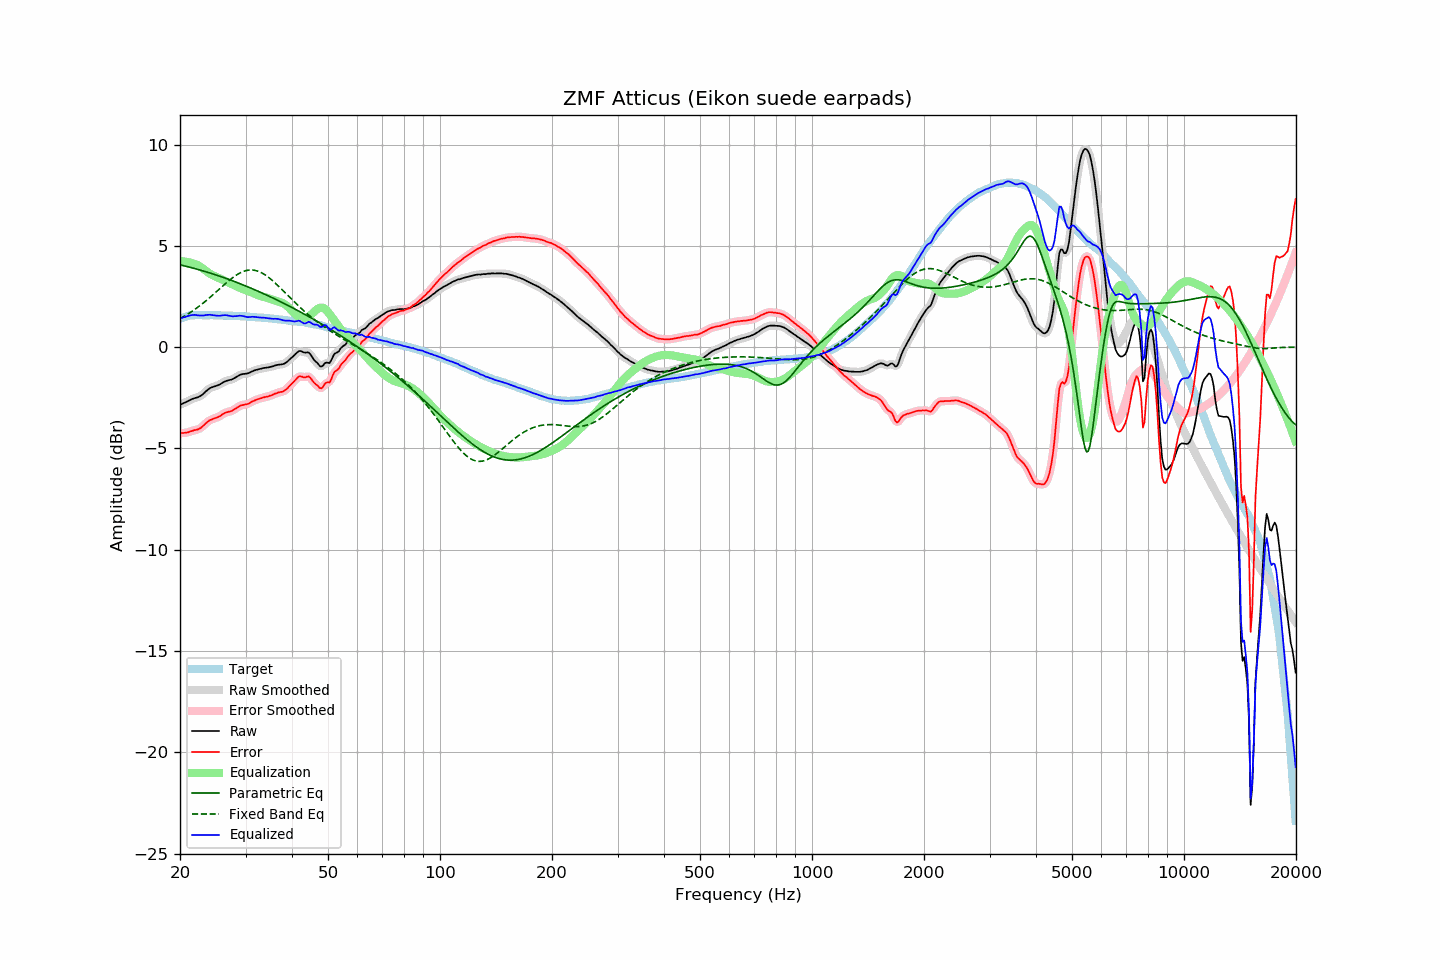 ZMF Atticus (Eikon suede earpads)
10
5
0
−5
−10
−15
−20
−25
Amplitude (dBr)
Target
Raw Smoothed
Error Smoothed
Raw
Error
Equalization
Parametric Eq
Fixed Band Eq
Equalized
20 50 100 200 500 1000 2000 5000 10000 20000
Frequency (Hz)